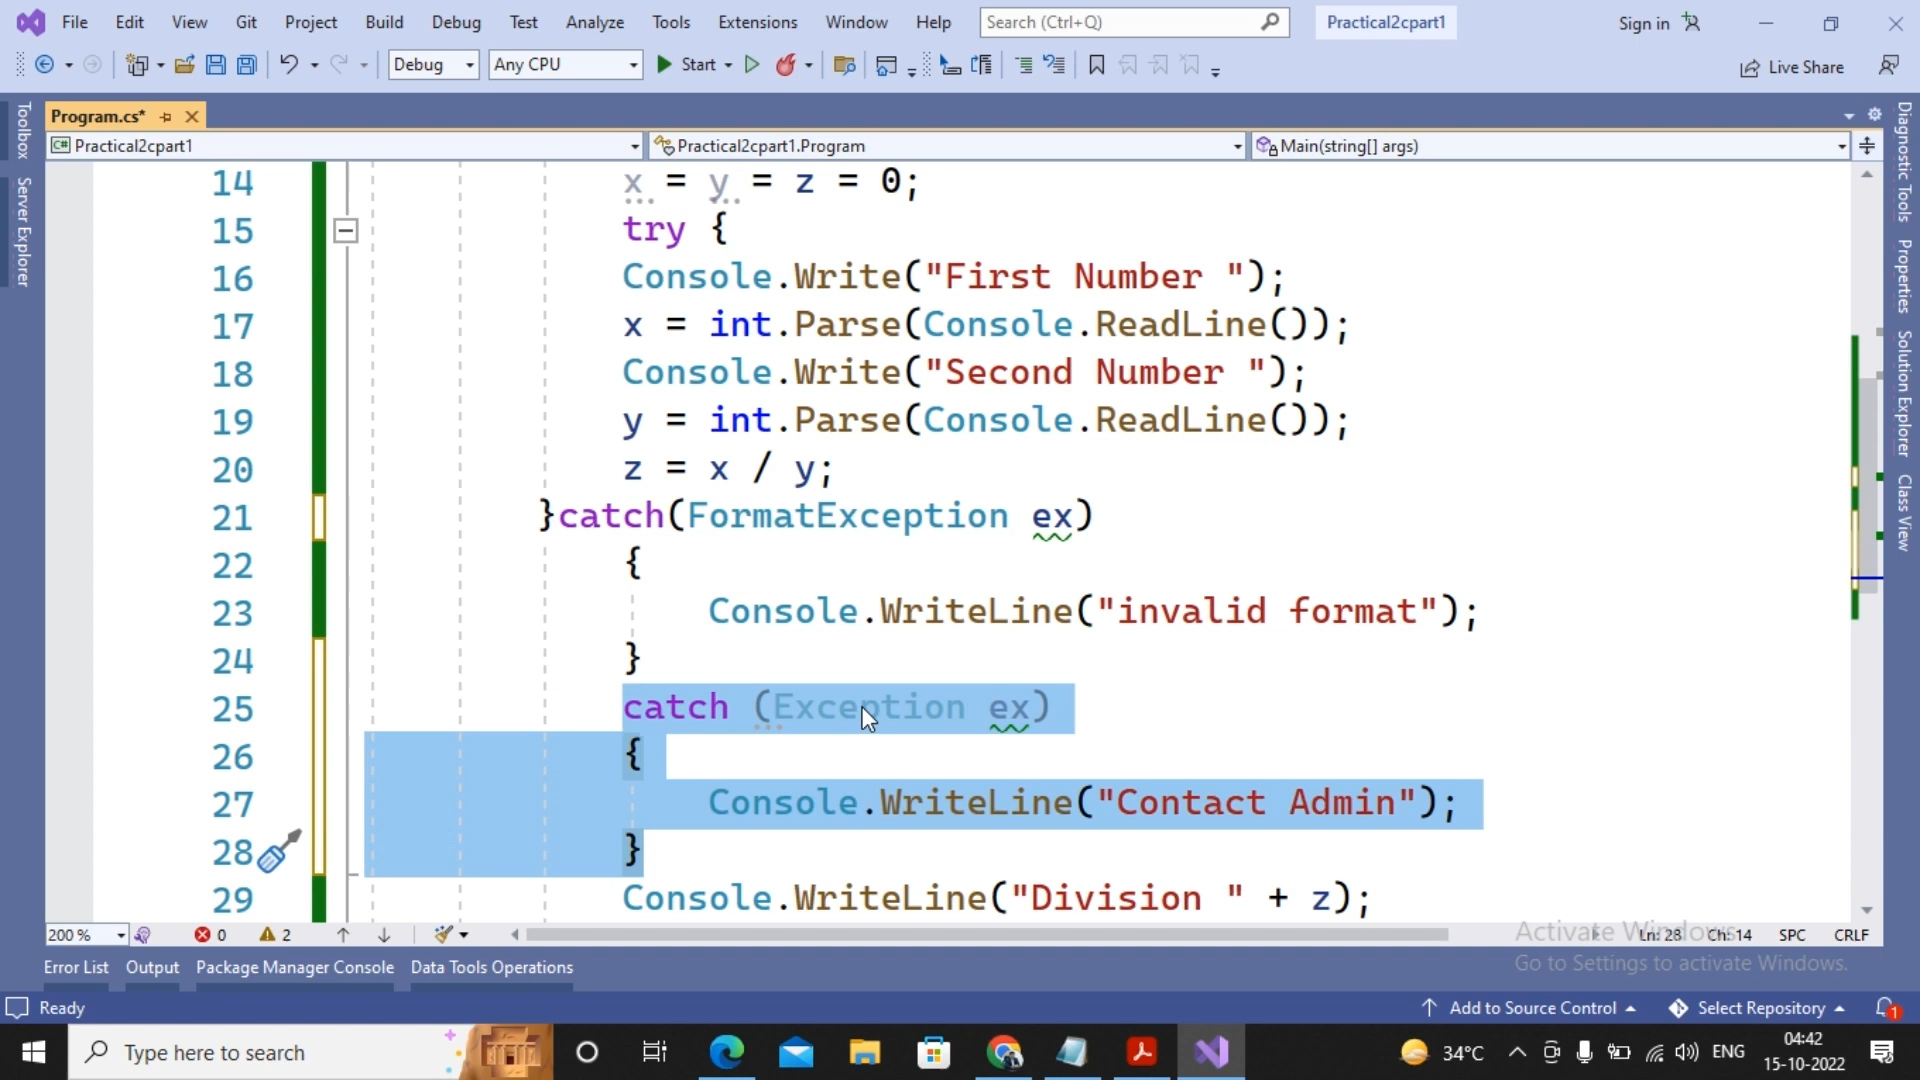 File Edit View Git Project Build Debug Test Analyze Tools Extensions Window Help Search (Ctrl+Q) Practical2cpart1 Sign in
Debug Any CPU Start Live Share
Program.cs*
Practical2cpart1 Practical2cpart1.Program Main(string[] args)
Toolbox
Server Explorer
Diagnostic Tools
Properties
Solution Explorer
Class View
14 x = y = z = 0;
15 try {
16 Console.Write("First Number ");
17 x = int.Parse(Console.ReadLine());
18 Console.Write("Second Number ");
19 y = int.Parse(Console.ReadLine());
20 z = x / y;
21 }catch(FormatException ex)
22 {
23 Console.WriteLine("invalid format");
24 }
25 catch (Exception ex)
26 {
27 Console.WriteLine("Contact Admin");
28 }
29 Console.WriteLine("Division " + z);
Activate Windows
Go to Settings to activate Windows.
200 % 0 2 Ln: 28 Ch: 14 SPC CRLF
Error List Output Package Manager Console Data Tools Operations
Ready Add to Source Control Select Repository 1
Type here to search 34°C ENG 04:42
15-10-2022